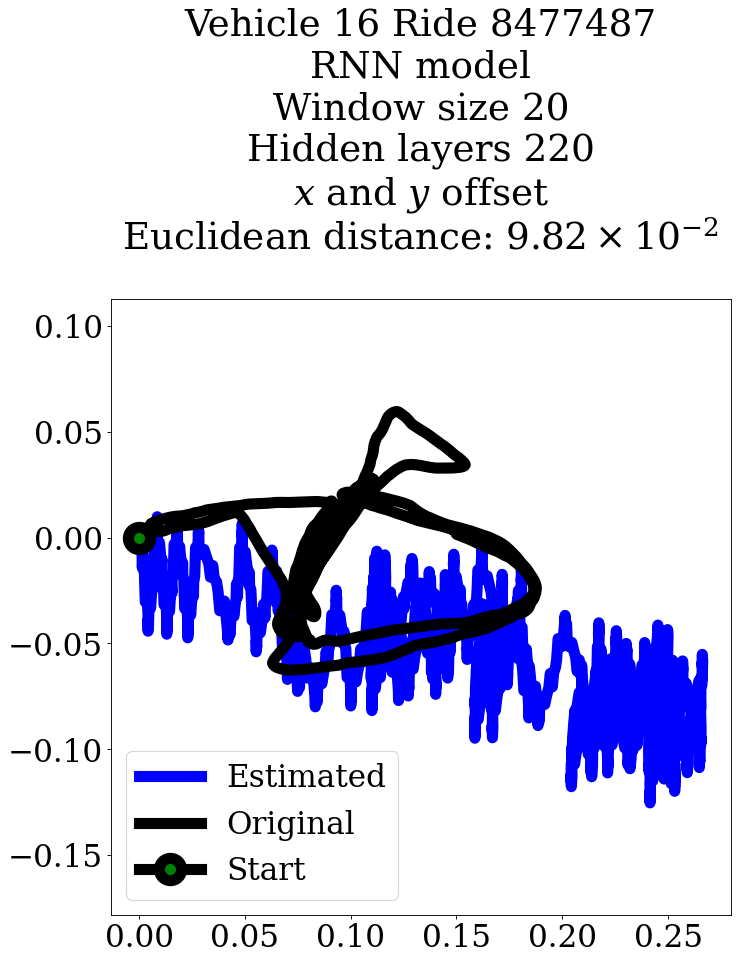 Vehicle 16 Ride 8477487
RNN model
Window size 20
Hidden layers 220
x and y offset
Euclidean distance: 9.82 × 10⁻²
0.10
0.05
0.00
−0.05
−0.10
−0.15
Estimated
Original
Start
0.00 0.05 0.10 0.15 0.20 0.25